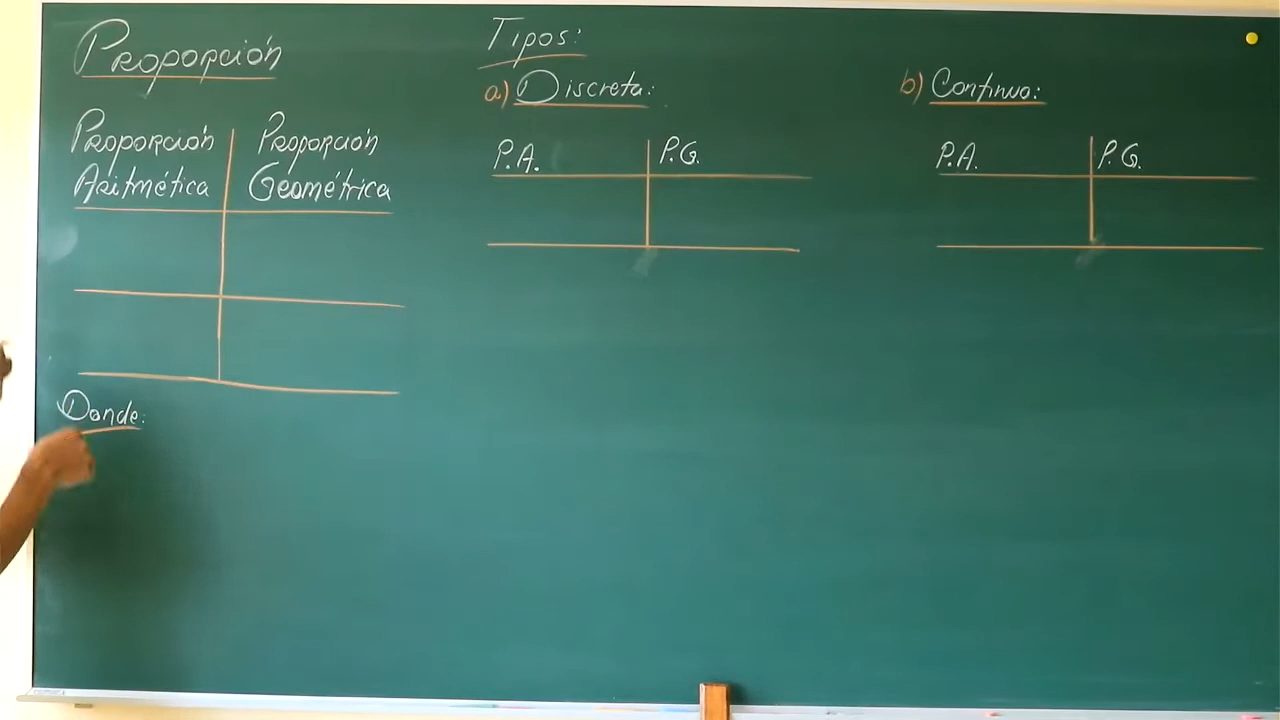 Proporción
Proporción Aritmética
Proporción Geométrica
Donde:
Tipos:
a) Discreta:
P.A. P.G.
b) Continua:
P.A. P.G.